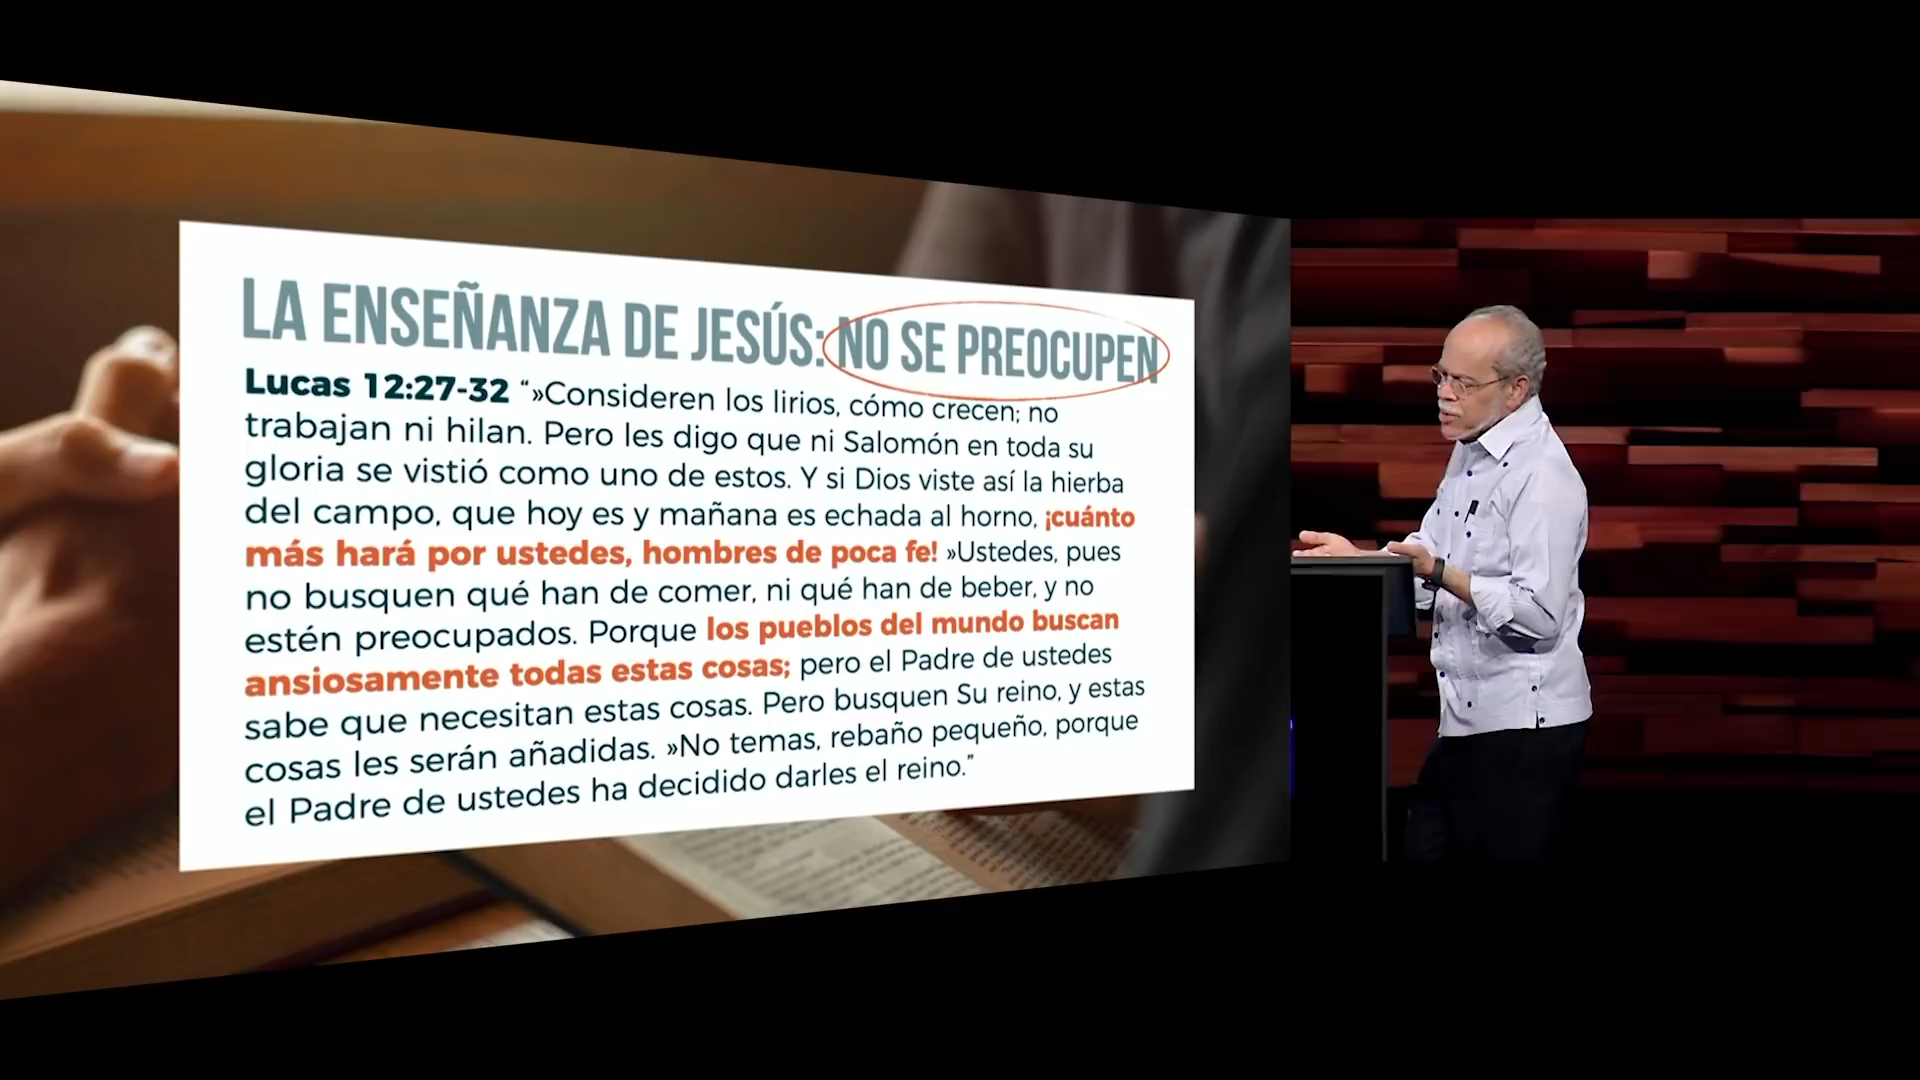 LA ENSEÑANZA DE JESÚS: NO SE PREOCUPEN
Lucas 12:27-32 “»Consideren los lirios, cómo crecen; no
trabajan ni hilan. Pero les digo que ni Salomón en toda su
gloria se vistió como uno de estos. Y si Dios viste así la hierba
del campo, que hoy es y mañana es echada al horno, ¡cuánto
más hará por ustedes, hombres de poca fe! »Ustedes, pues
no busquen qué han de comer, ni qué han de beber, y no
estén preocupados. Porque los pueblos del mundo buscan
ansiosamente todas estas cosas; pero el Padre de ustedes
sabe que necesitan estas cosas. Pero busquen Su reino, y estas
cosas les serán añadidas. »No temas, rebaño pequeño, porque
el Padre de ustedes ha decidido darles el reino.”